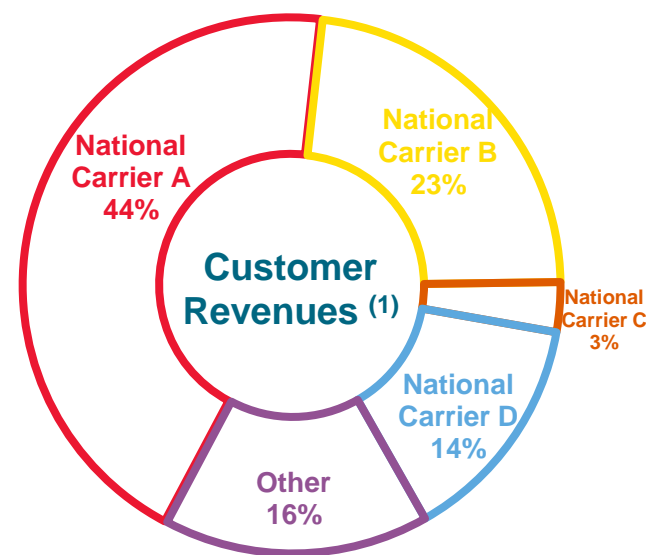 National
Carrier A
44%
National
Carrier B
23%
Customer
Revenues (1)
National
Carrier C
3%
National
Carrier D
14%
Other
16%